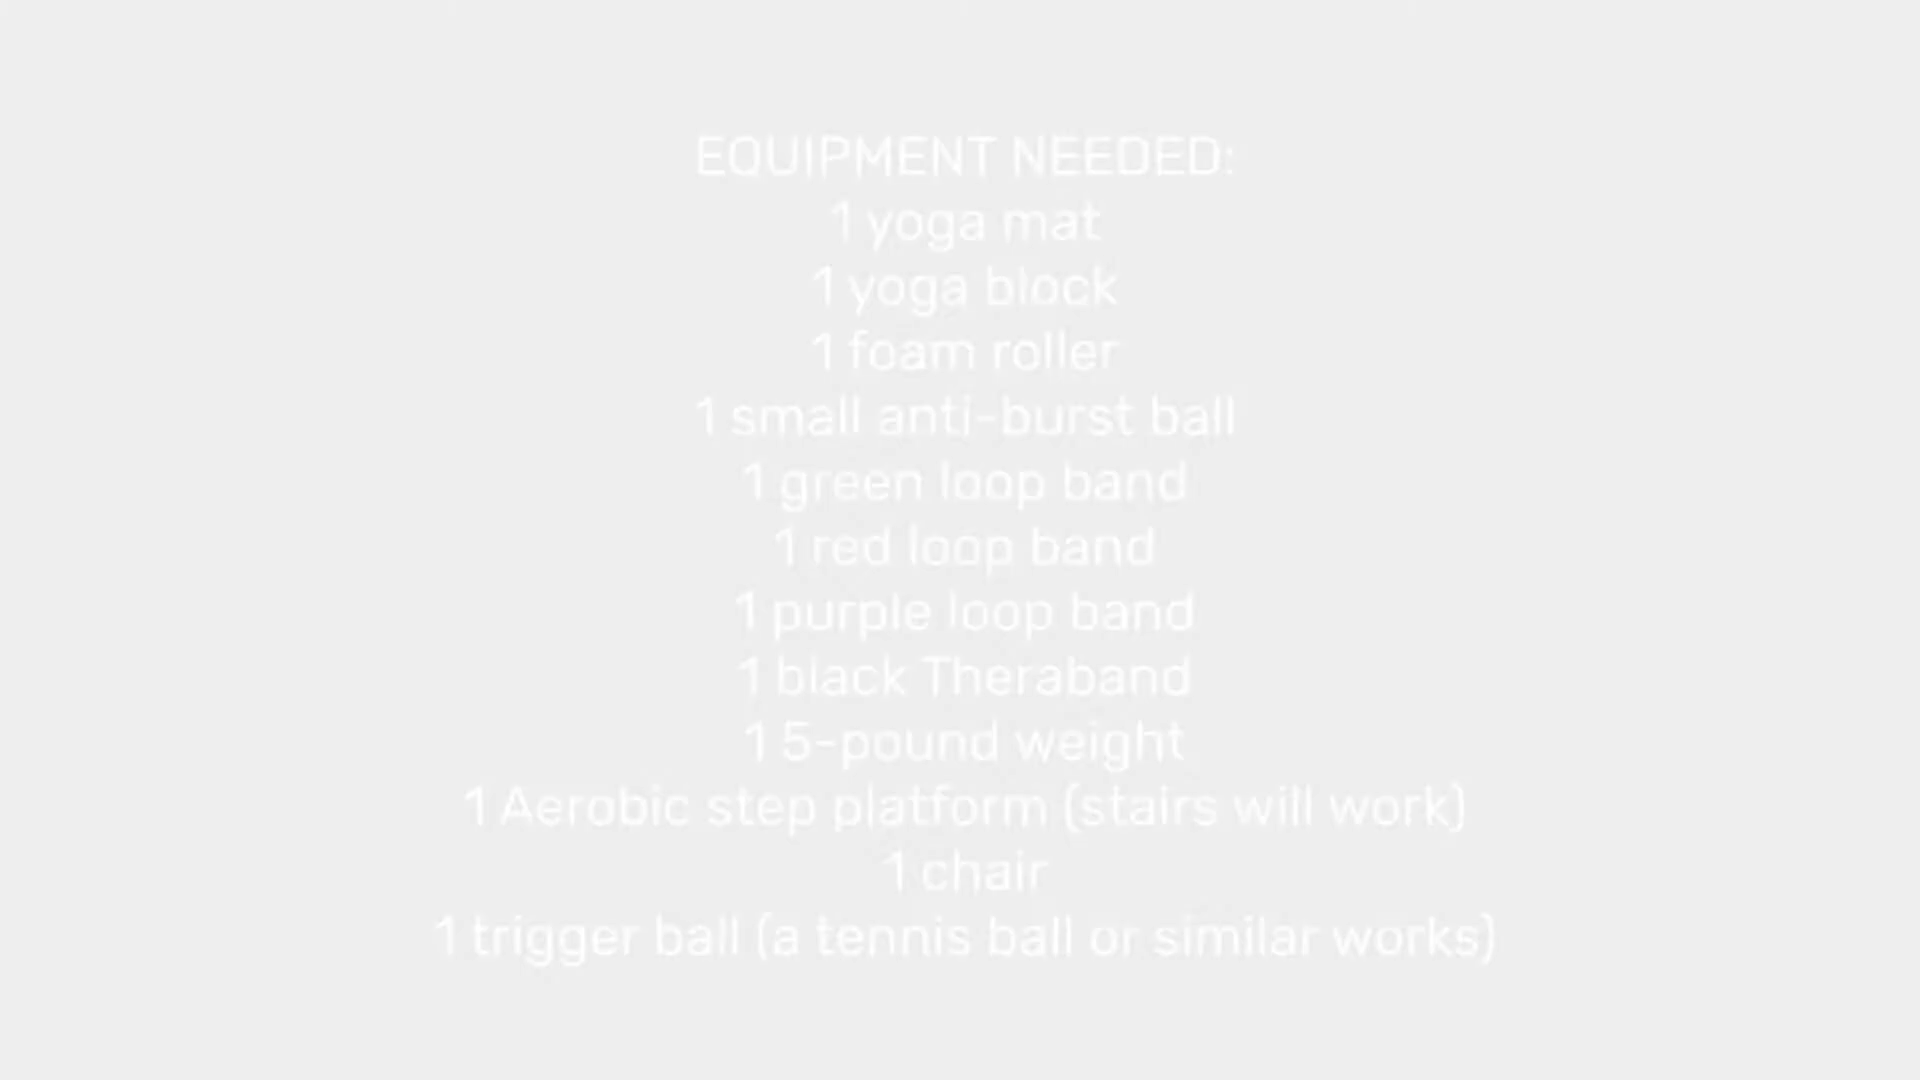 EQUIPMENT NEEDED:
1 yoga mat
1 yoga block
1 foam roller
1 small anti-burst ball
1 green loop band
1 red loop band
1 purple loop band
1 black Theraband
1 5-pound weight
1 Aerobic step platform (stairs will work)
1 chair
1 trigger ball (a tennis ball or similar works)